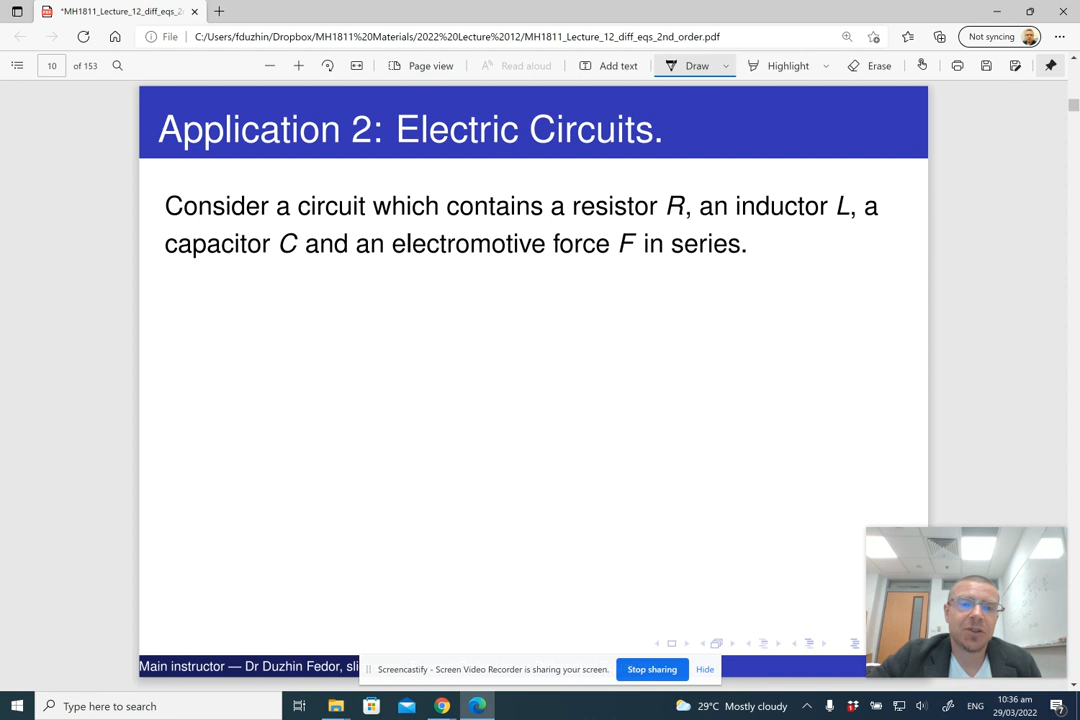 *MH1811_Lecture_12_diff_eqs_2
File
C:/Users/fduzhin/Dropbox/MH1811%20Materials/2022%20Lecture%2012/MH1811_Lecture_12_diff_eqs_2nd_order.pdf
Not syncing
10 of 153
Page view
Read aloud
Add text
Draw
Highlight
Erase
Application 2: Electric Circuits.
Consider a circuit which contains a resistor R, an inductor L, a
capacitor C and an electromotive force F in series.
Main instructor — Dr Duzhin Fedor, sli
Screencastify - Screen Video Recorder is sharing your screen.
Stop sharing
Hide
Type here to search
29°C Mostly cloudy
ENG
10:36 am
29/03/2022
7